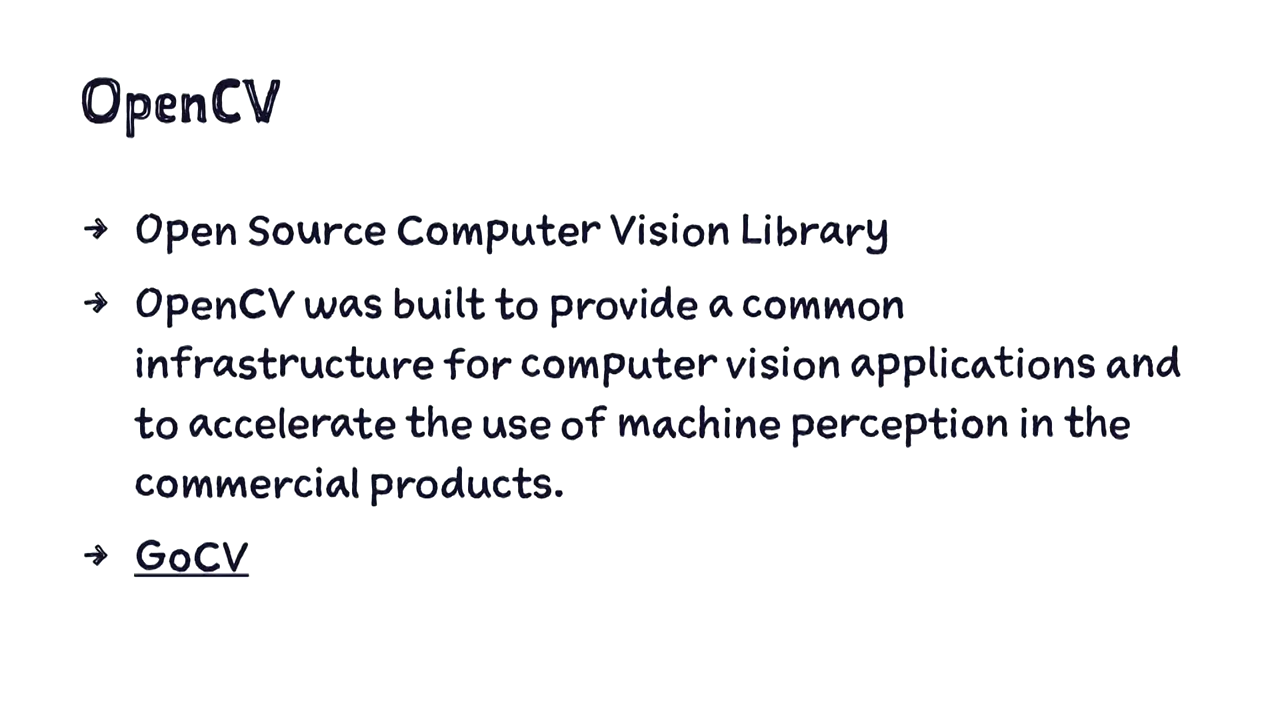 OpenCV
→ Open Source Computer Vision Library
→ OpenCV was built to provide a common
infrastructure for computer vision applications and
to accelerate the use of machine perception in the
commercial products.
→ GoCV